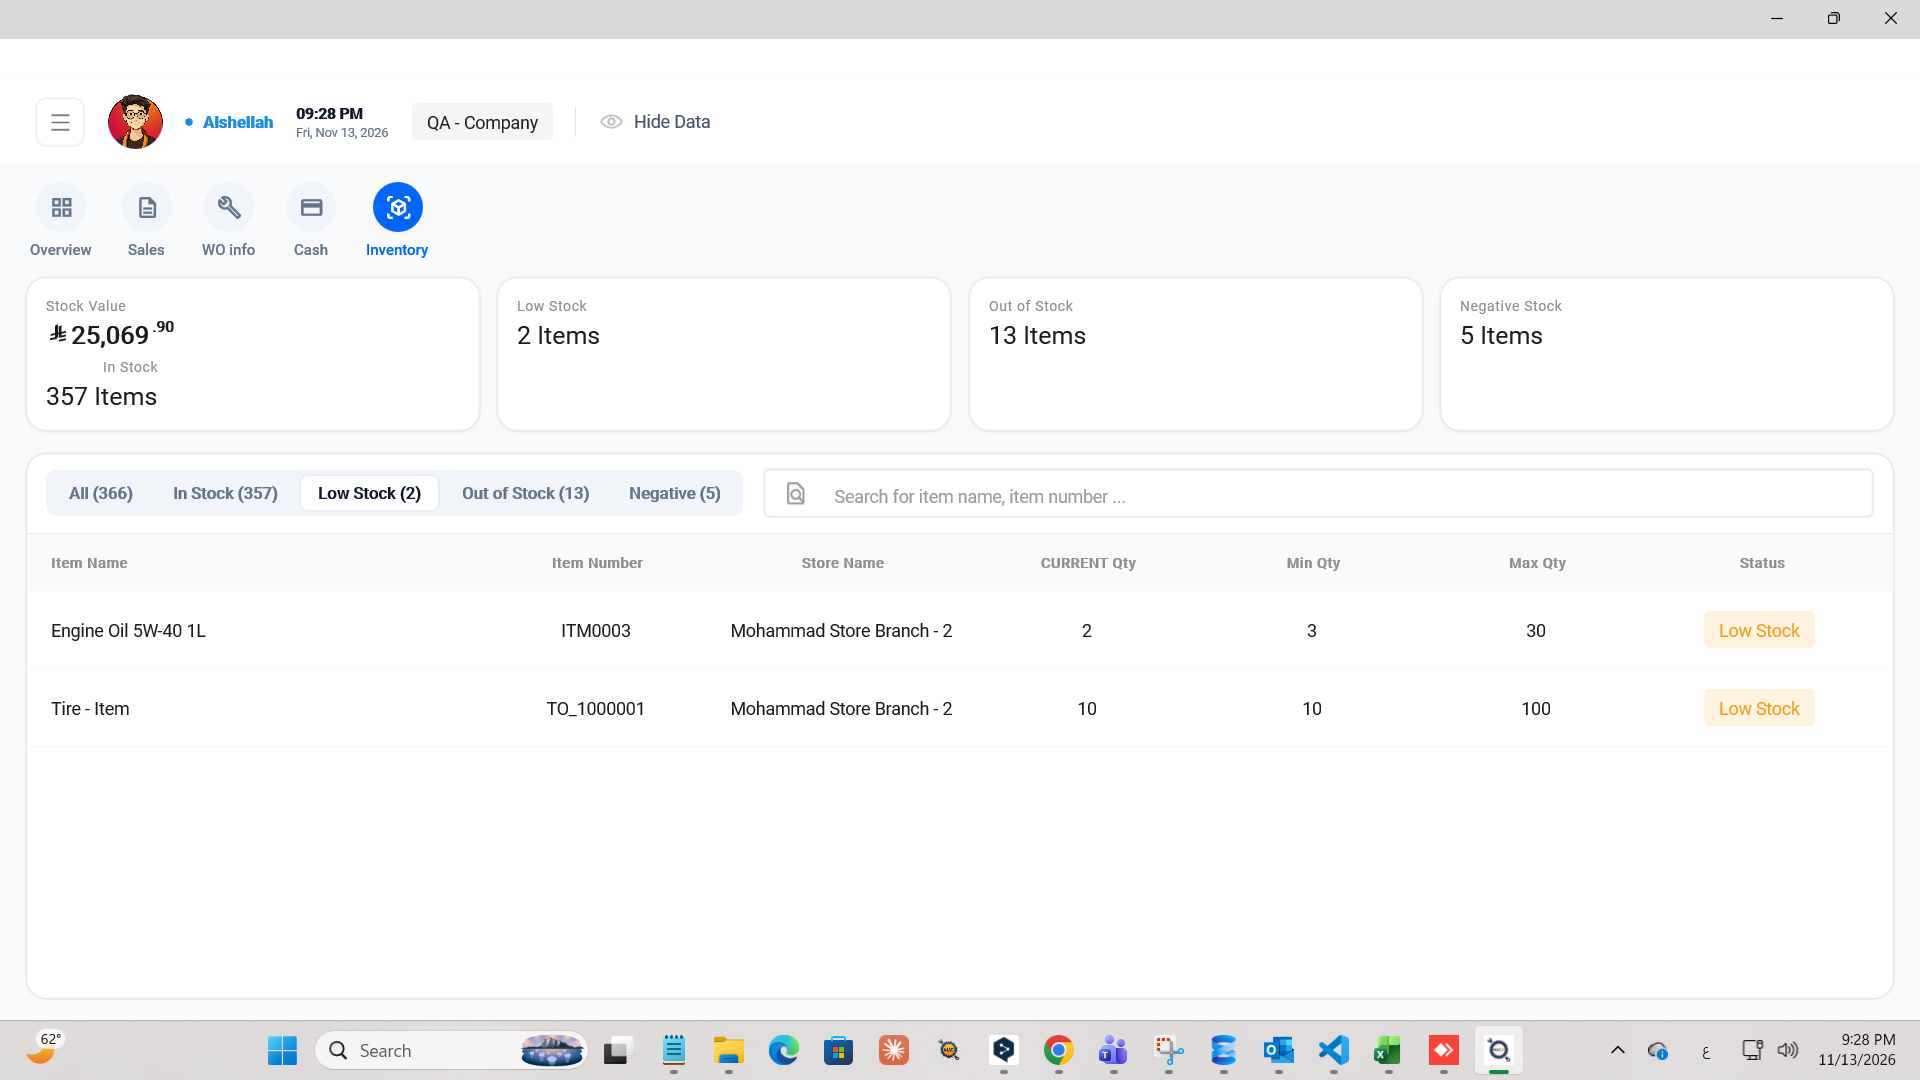 Alshellah
09:28 PM
Fri, Nov 13, 2026
QA - Company
Hide Data
Overview
Sales
WO info
Cash
Inventory
Stock Value
25,069.90
In Stock
357 Items
Low Stock
2 Items
Out of Stock
13 Items
Negative Stock
5 Items
All (366)
In Stock (357)
Low Stock (2)
Out of Stock (13)
Negative (5)
Search for item name, item number ...
Item Name Item Number Store Name CURRENT Qty Min Qty Max Qty Status
Engine Oil 5W-40 1L ITM0003 Mohammad Store Branch - 2 2 3 30 Low Stock
Tire - Item TO_1000001 Mohammad Store Branch - 2 10 10 100 Low Stock
62°
Search
ع
9:28 PM
11/13/2026